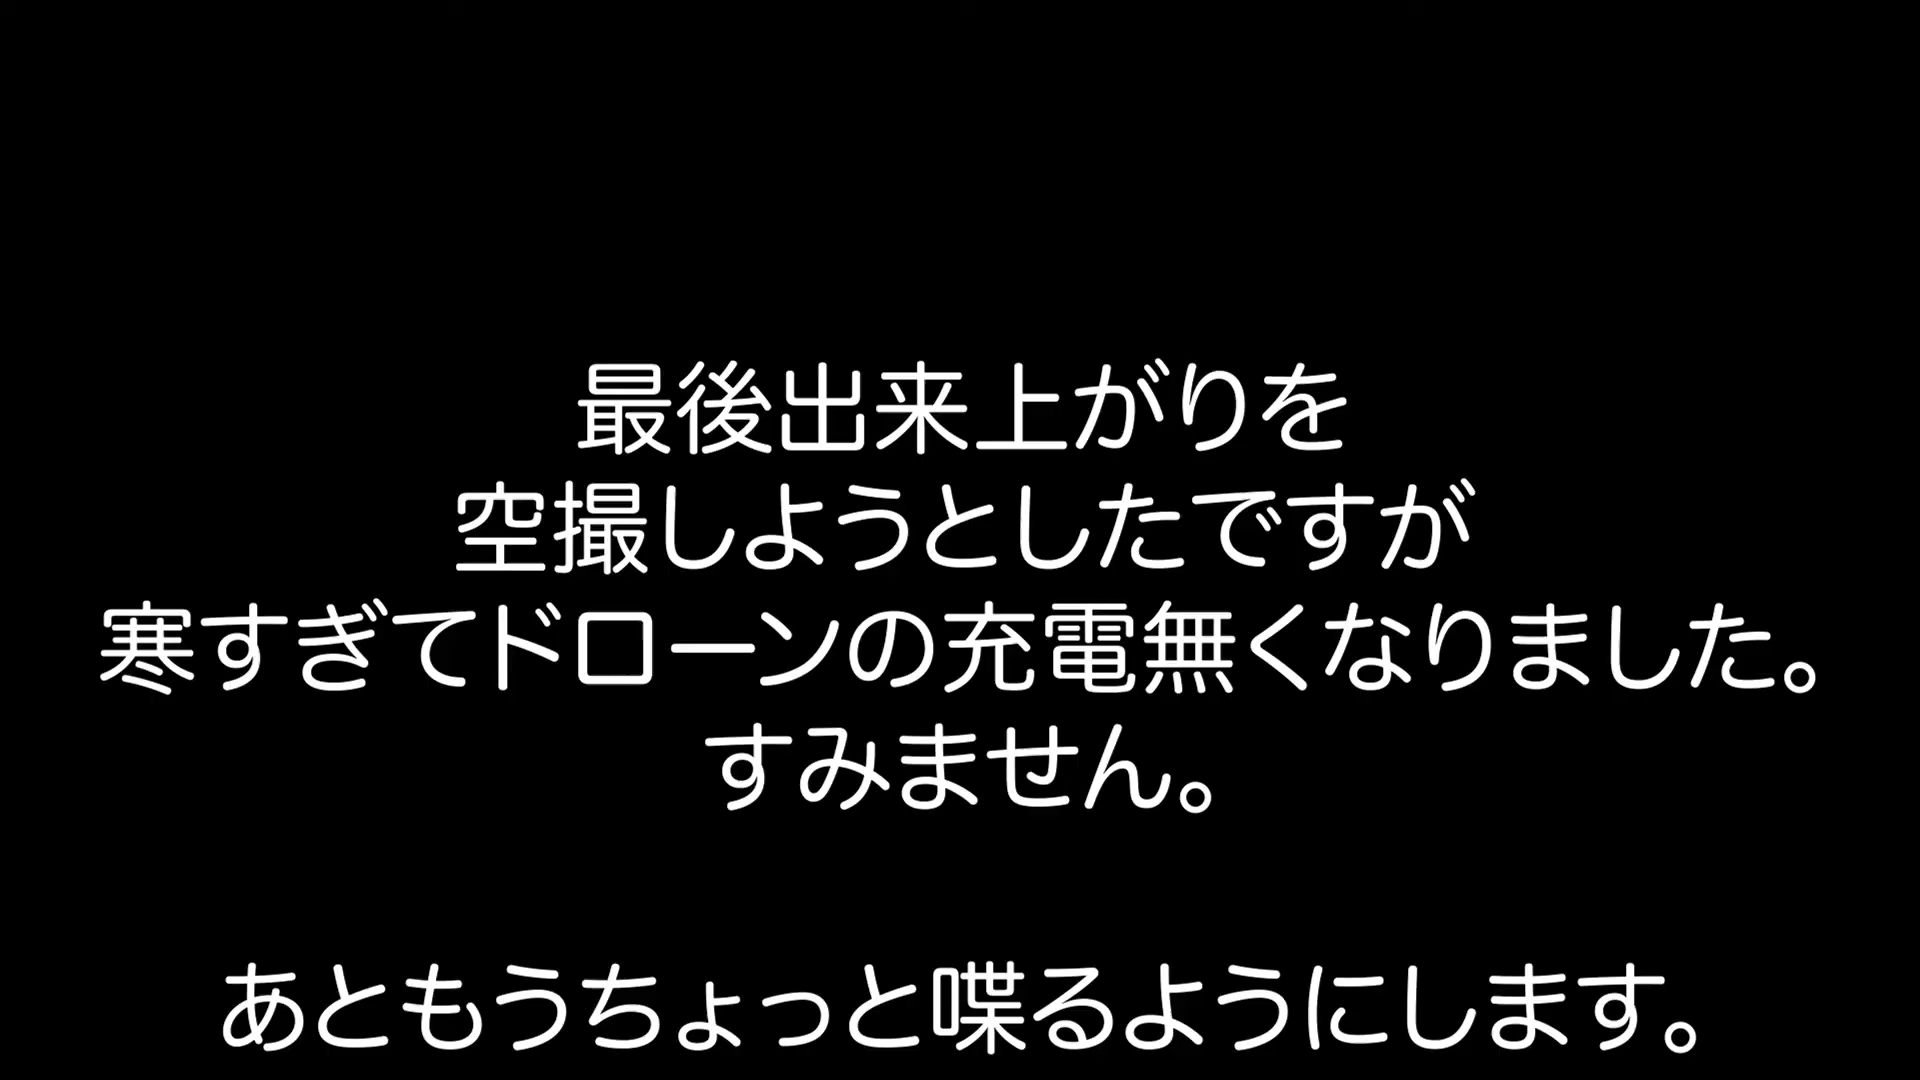 最後出来上がりを
空撮しようとしたですが
寒すぎてドローンの充電無くなりました。
すみません。
あともうちょっと喋るようにします。